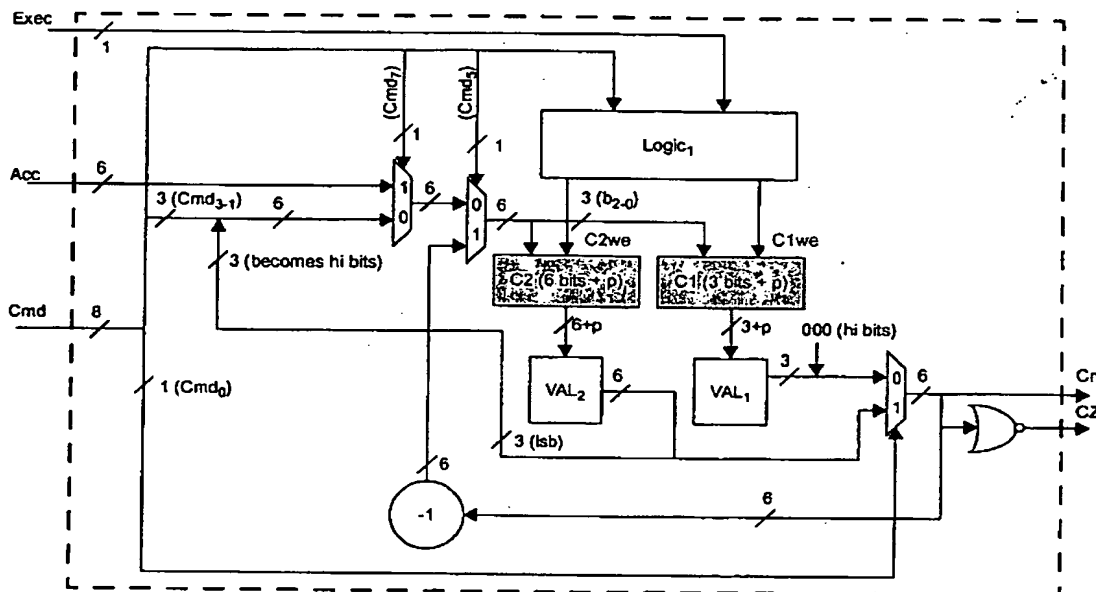 Exec
1
(Cmd7)
(Cmd5)
1
1
Logic1
Acc
6
3 (Cmd3-1)
6
1
0
6
0
1
6
3 (b2-0)
C2we
C1we
3 (becomes hi bits)
C2 (6 bits + p)
C1 (3 bits + p)
Cmd
8
6+p
3+p
000 (hi bits)
1 (Cmd0)
VAL2
6
VAL1
3
0
1
6
C2
3 (lsb)
6
-1
6